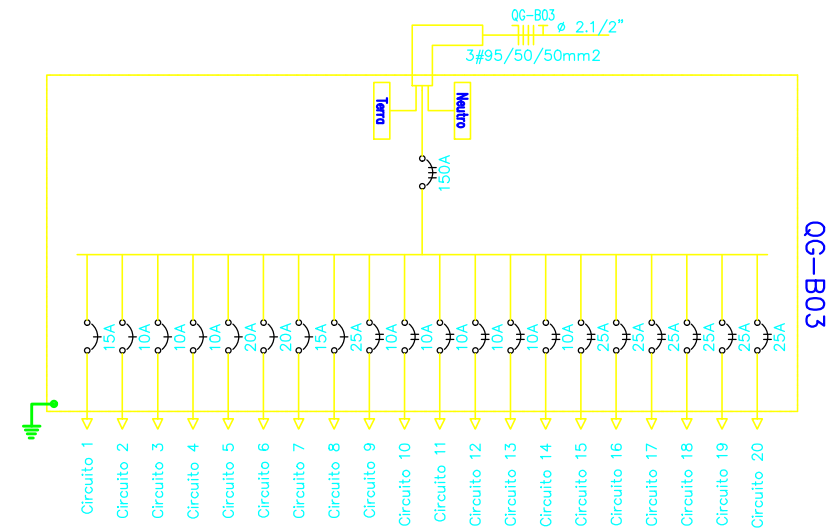 QG-B03
ø 2.1/2"
3#95/50/50mm2
Terra
Neutro
150A
QG-B03
15A
10A
10A
10A
20A
20A
15A
25A
10A
10A
10A
10A
10A
10A
25A
25A
25A
25A
25A
25A
Circuito 1
Circuito 2
Circuito 3
Circuito 4
Circuito 5
Circuito 6
Circuito 7
Circuito 8
Circuito 9
Circuito 10
Circuito 11
Circuito 12
Circuito 13
Circuito 14
Circuito 15
Circuito 16
Circuito 17
Circuito 18
Circuito 19
Circuito 20